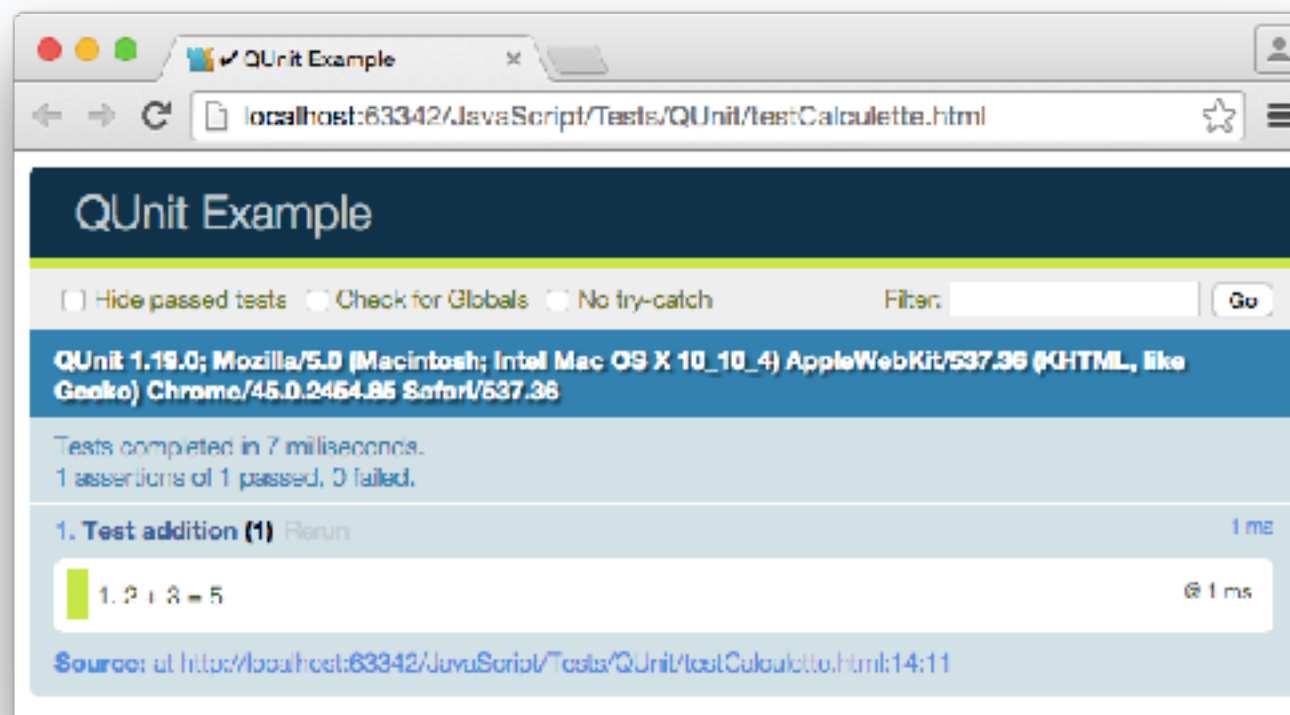 ✔ QUnit Example
localhost:63342/JavaScript/Tests/QUnit/testCalculette.html
QUnit Example
Hide passed tests Check for Globals No try-catch Filter: Go
QUnit 1.19.0; Mozilla/5.0 (Macintosh; Intel Mac OS X 10_10_4) AppleWebKit/537.36 (KHTML, like
Gecko) Chrome/45.0.2454.85 Safari/537.36
Tests completed in 7 milliseconds.
1 assertions of 1 passed, 0 failed.
1. Test addition (1) Rerun 1 ms
1. 2 + 3 = 5 @ 1 ms
Source: at http://localhost:63342/JavaScript/Tests/QUnit/testCalculette.html:14:11